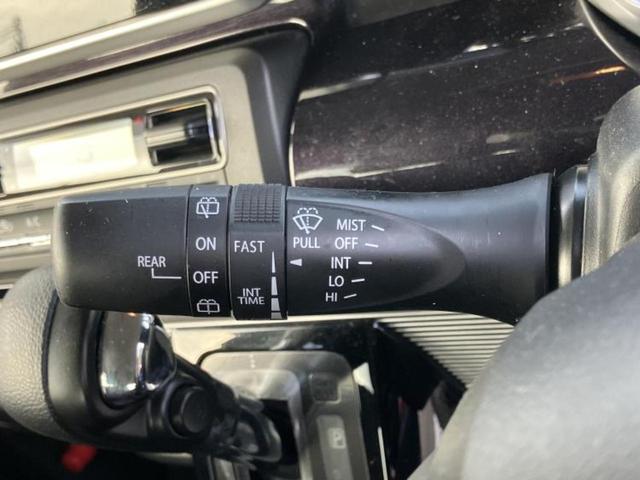 REAR
ON
OFF
FAST
INT
TIME
PULL
MIST
OFF
INT
LO
HI